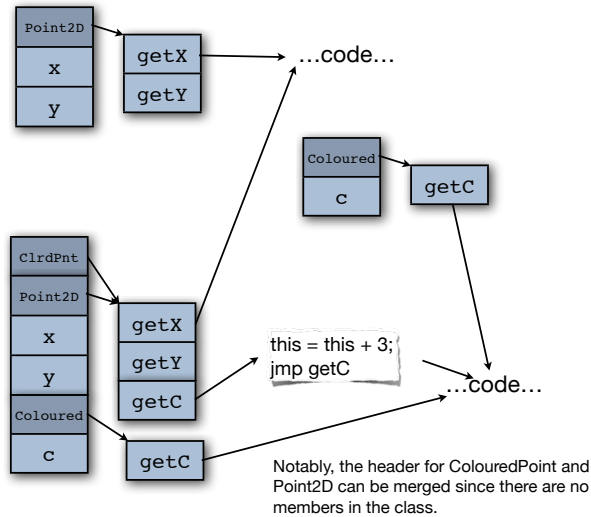 Point2D
x
y
getX
getY
...code...
Coloured
c
getC
ClrdPnt
Point2D
x
y
Coloured
c
getX
getY
getC
getC
this = this + 3;
jmp getC
...code...
Notably, the header for ColouredPoint and
Point2D can be merged since there are no
members in the class.